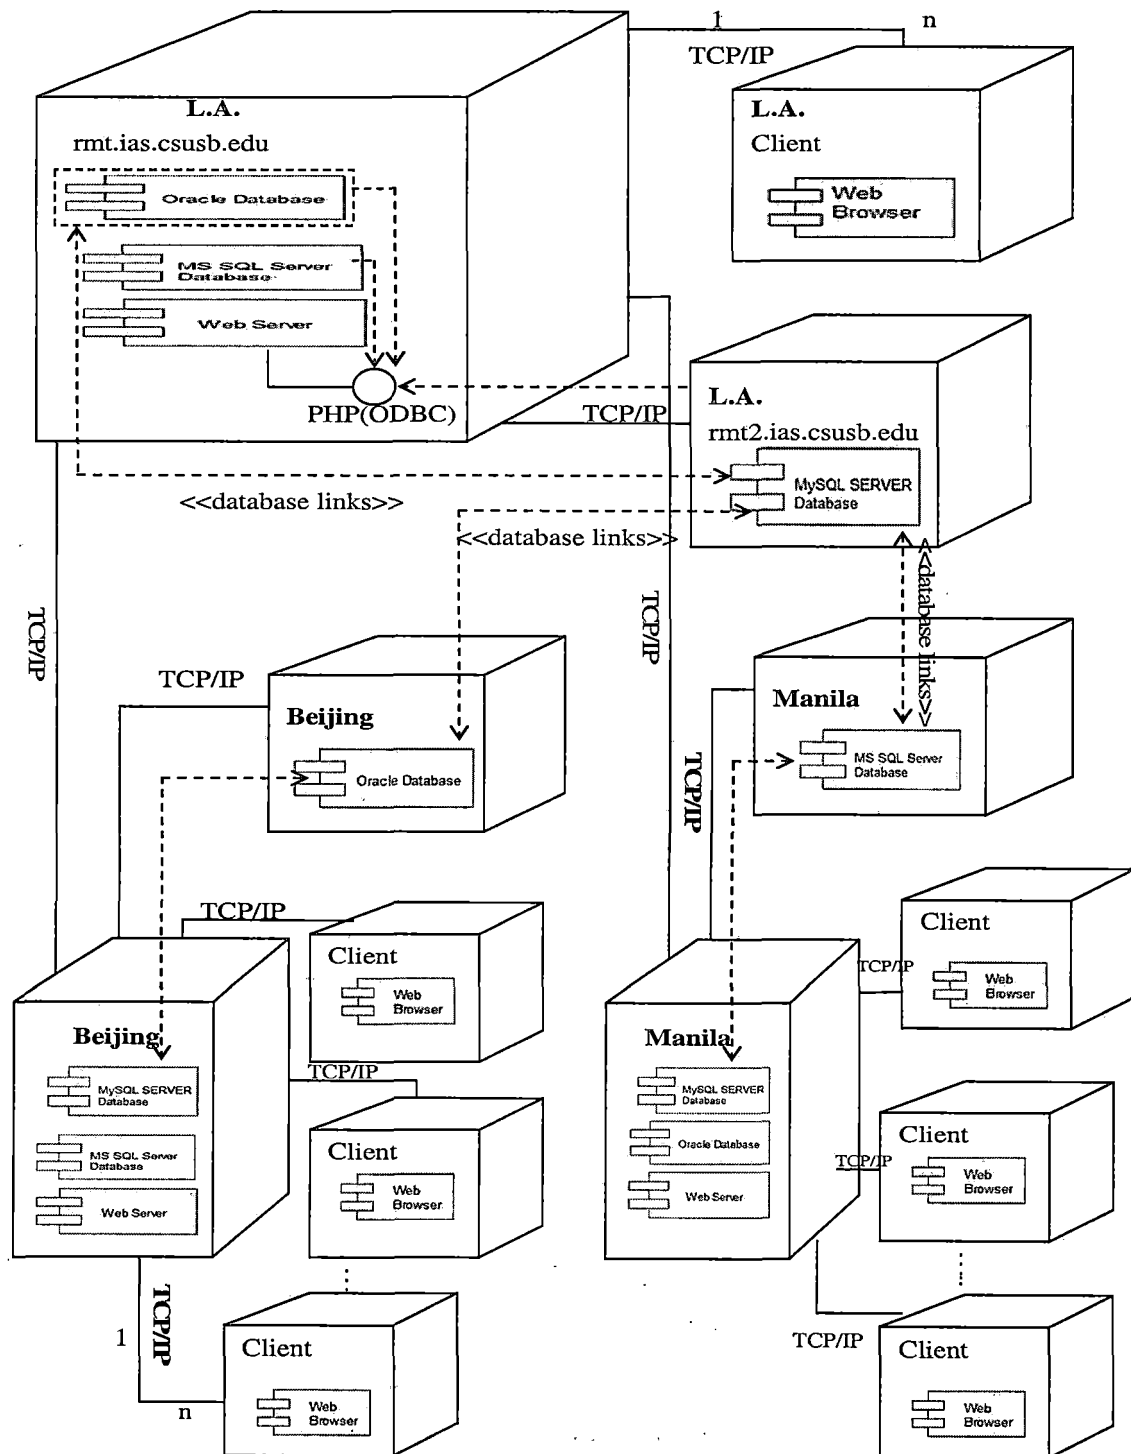 1
n
TCP/IP
L.A.
rmt.ias.csusb.edu
Oracle Database
MS SQL Server
Database
Web Server
PHP(ODBC)
L.A.
Client
Web
Browser
TCP/IP
L.A.
rmt2.ias.csusb.edu
MySQL SERVER
Database
<<database links>>
<<database links>>
<<database links>>
TCP/IP
TCP/IP
TCP/IP
Beijing
Oracle Database
Manila
MS SQL Server
Database
TCP/IP
TCP/IP
Client
Web
Browser
Client
Web
Browser
TCP/IP
Beijing
MySQL SERVER
Database
MS SQL Server
Database
Web Server
TCP/IP
Client
Web
Browser
Manila
MySQL SERVER
Database
Oracle Database
Web Server
TCP/IP
Client
Web
Browser
TCP/IP
1
n
Client
Web
Browser
TCP/IP
Client
Web
Browser